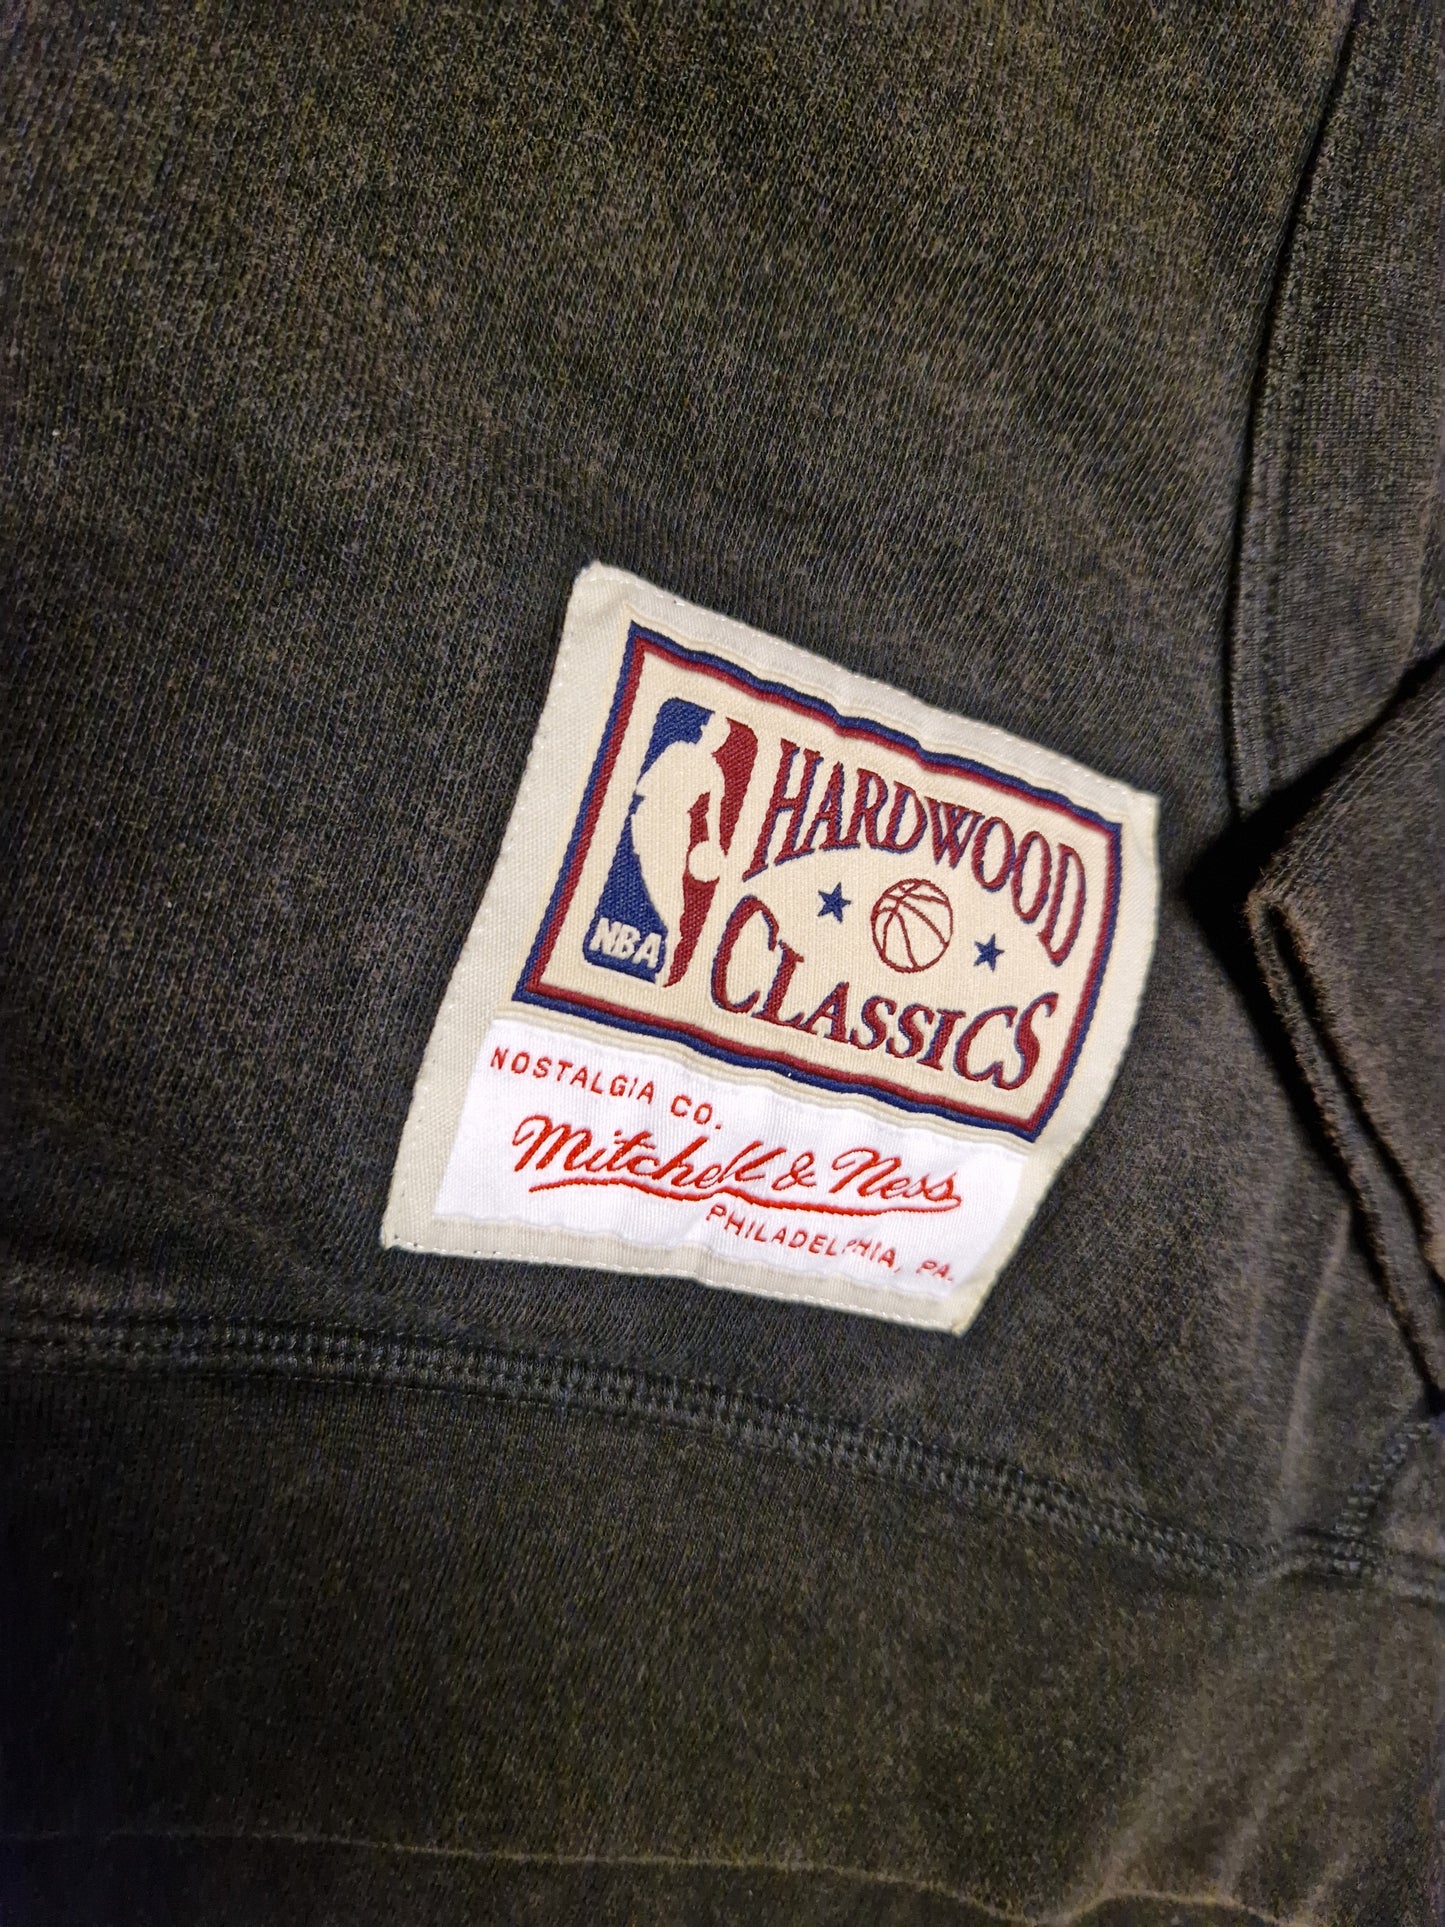 HARDWOOD
CLASSICS
NBA
NOSTALGIA CO.
Mitchell & Ness
PHILADELPHIA, PA.